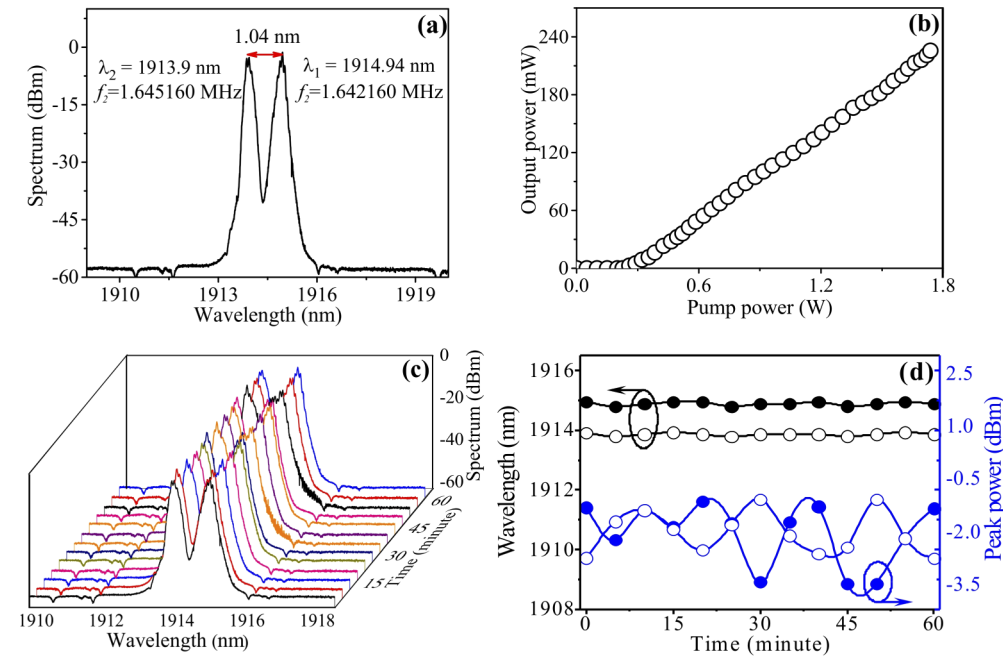 (a)
1.04 nm
λ2 = 1913.9 nm
f2=1.645160 MHz
λ1 = 1914.94 nm
f2=1.642160 MHz
0
-15
-30
-45
-60
Spectrum (dBm)
1910 1913 1916 1919
Wavelength (nm)
(b)
240
180
120
60
0
Output power (mW)
0.0 0.6 1.2 1.8
Pump power (W)
(c)
0
-20
-40
-60
Spectrum (dBm)
60
45
30
15
Time (minute)
1910 1912 1914 1916 1918
Wavelength (nm)
(d)
1916
1914
1912
1910
1908
Wavelength (nm)
2.5
1.0
-0.5
-2.0
-3.5
Peak power (dBm)
0 15 30 45 60
Time (minute)